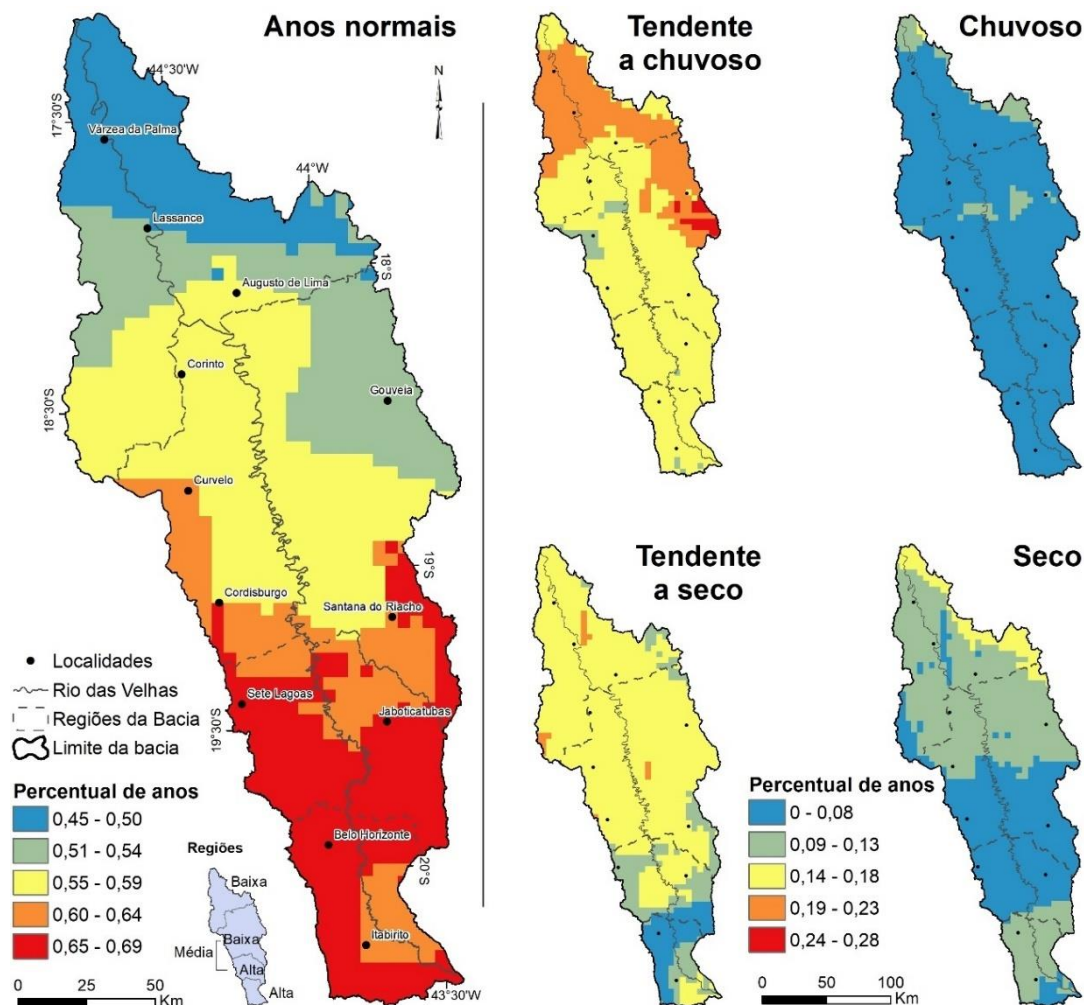 Anos normais
44°30'W
N
17°30'S
Várzea da Palma
44°W
Lassance
18°S
Augusto de Lima
Corinto
Gouveia
18°30'S
Curvelo
19°S
Cordisburgo
Santana do Riacho
Sete Lagoas
Jaboticatubas
19°30'S
Belo Horizonte
20°S
Itabirito
43°30'W
Localidades
Rio das Velhas
Regiões da Bacia
Limite da bacia
Percentual de anos
0,45 - 0,50
0,51 - 0,54
0,55 - 0,59
0,60 - 0,64
0,65 - 0,69
0 25 50
Km
Regiões
Baixa
Média
Baixa
Alta
Alta
Tendente
a chuvoso
Chuvoso
Tendente
a seco
Seco
Percentual de anos
0 - 0,08
0,09 - 0,13
0,14 - 0,18
0,19 - 0,23
0,24 - 0,28
0 50 100
Km